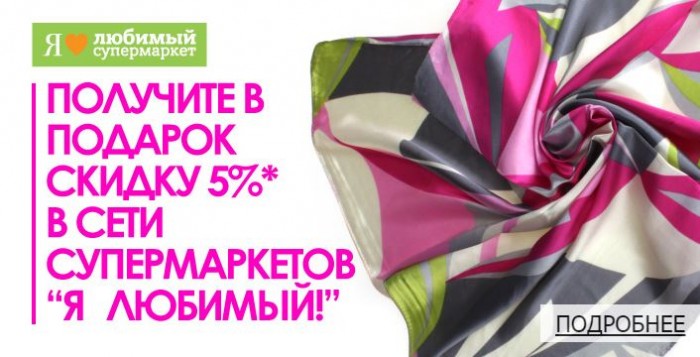 Я любимый
супермаркет
ПОЛУЧИТЕ В
ПОДАРОК
СКИДКУ 5%*
В СЕТИ
СУПЕРМАРКЕТОВ
“Я ЛЮБИМЫЙ!”
ПОДРОБНЕЕ